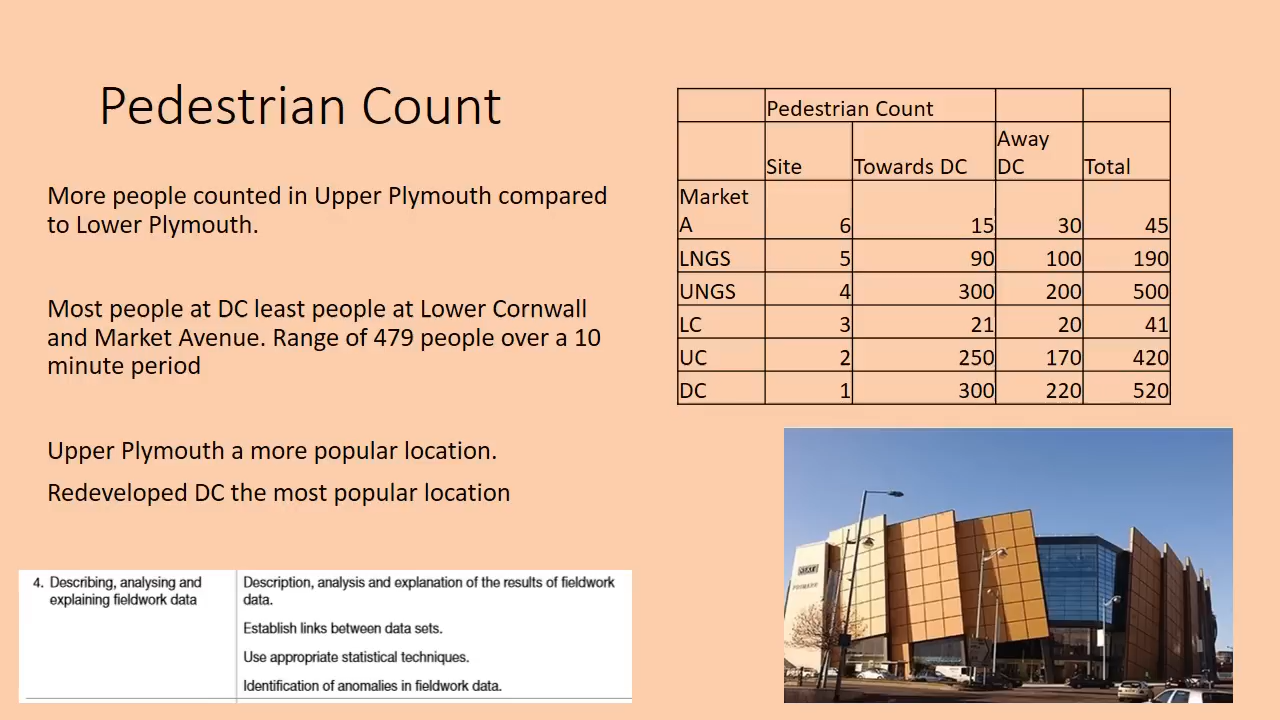 Pedestrian Count
More people counted in Upper Plymouth compared
to Lower Plymouth.
Most people at DC least people at Lower Cornwall
and Market Avenue. Range of 479 people over a 10
minute period
Upper Plymouth a more popular location.
Redeveloped DC the most popular location
Pedestrian Count
Site Towards DC Away DC Total
Market A 6 15 30 45
LNGS 5 90 100 190
UNGS 4 300 200 500
LC 3 21 20 41
UC 2 250 170 420
DC 1 300 220 520
4. Describing, analysing and
explaining fieldwork data
Description, analysis and explanation of the results of fieldwork
data.
Establish links between data sets.
Use appropriate statistical techniques.
Identification of anomalies in fieldwork data.